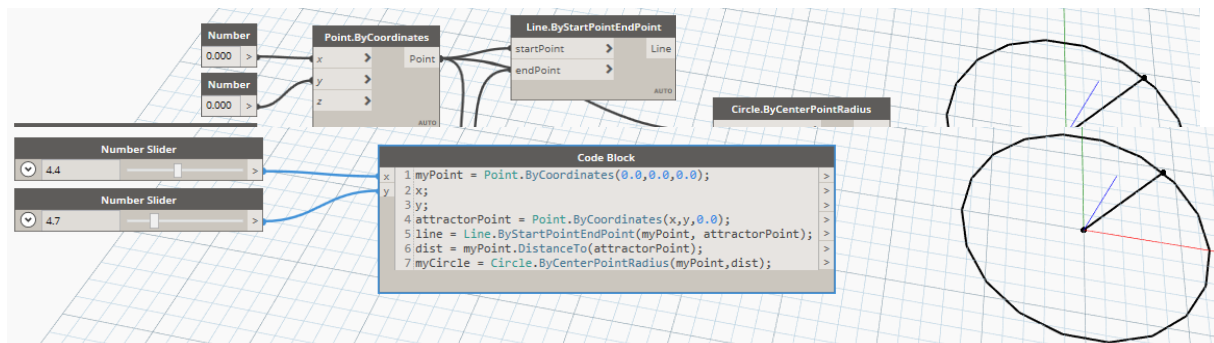 Number
0.000 >
Number
0.000 >
Point.ByCoordinates
x > Point
y >
z >
AUTO
Line.ByStartPointEndPoint
startPoint > Line
endPoint >
AUTO
Circle.ByCenterPointRadius
Number Slider
4.4 >
Number Slider
4.7 >
Code Block
x 1 myPoint = Point.ByCoordinates(0.0,0.0,0.0); >
y 2 x; >
3 y; >
4 attractorPoint = Point.ByCoordinates(x,y,0.0); >
5 line = Line.ByStartPointEndPoint(myPoint, attractorPoint); >
6 dist = myPoint.DistanceTo(attractorPoint); >
7 myCircle = Circle.ByCenterPointRadius(myPoint,dist); >